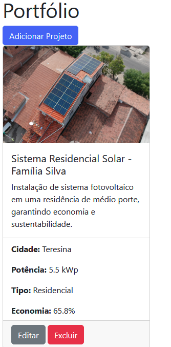 Portfólio
Adicionar Projeto
Sistema Residencial Solar -
Família Silva
Instalação de sistema fotovoltaico
em uma residência de médio porte,
garantindo economia e
sustentabilidade.
Cidade: Teresina
Potência: 5.5 kWp
Tipo: Residencial
Economia: 65.8%
Editar Excluir